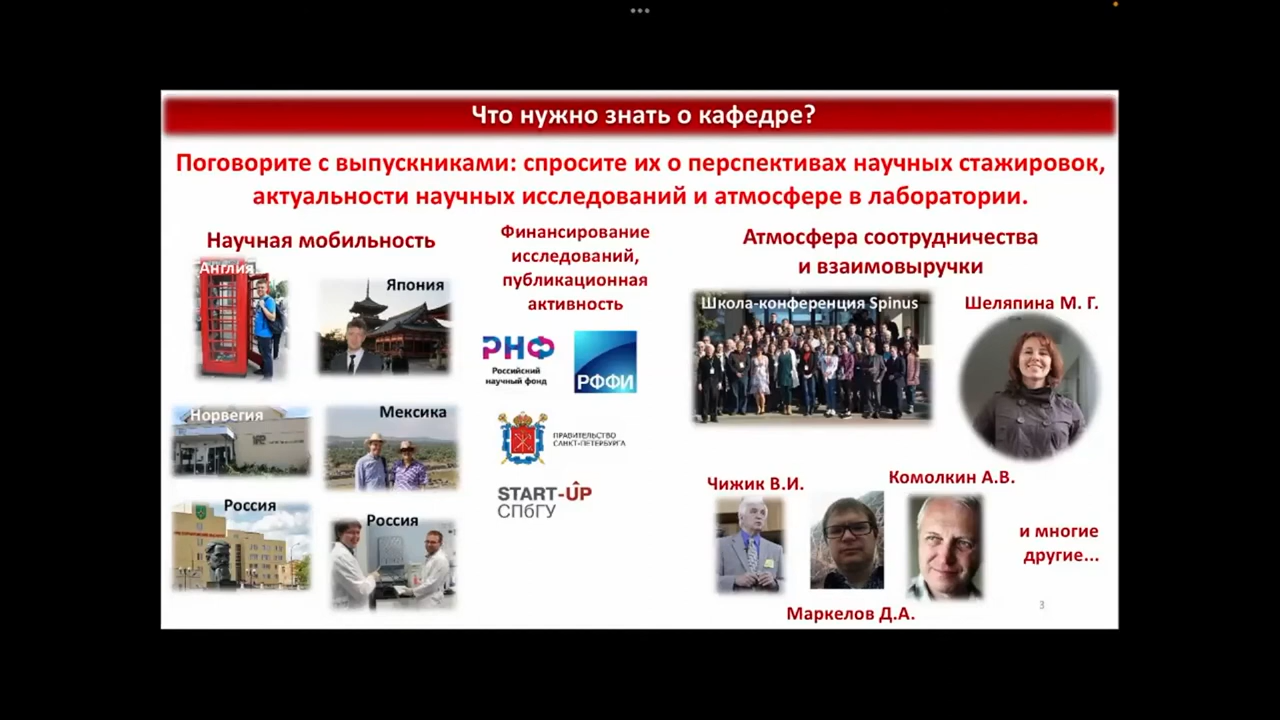 Что нужно знать о кафедре?
Поговорите с выпускниками: спросите их о перспективах научных стажировок,
актуальности научных исследований и атмосфере в лаборатории.
Научная мобильность
Англия
Япония
Норвегия
Мексика
Россия
Россия
Финансирование
исследований,
публикационная
активность
РНФ
Российский
научный фонд
РФФИ
ПРАВИТЕЛЬСТВО
САНКТ-ПЕТЕРБУРГА
START-UP
СПбГУ
Атмосфера соотрудничества
и взаимовыручки
Школа-конференция Spinus
Шеляпина М. Г.
Чижик В.И.
Комолкин А.В.
Маркелов Д.А.
и многие
другие...
3